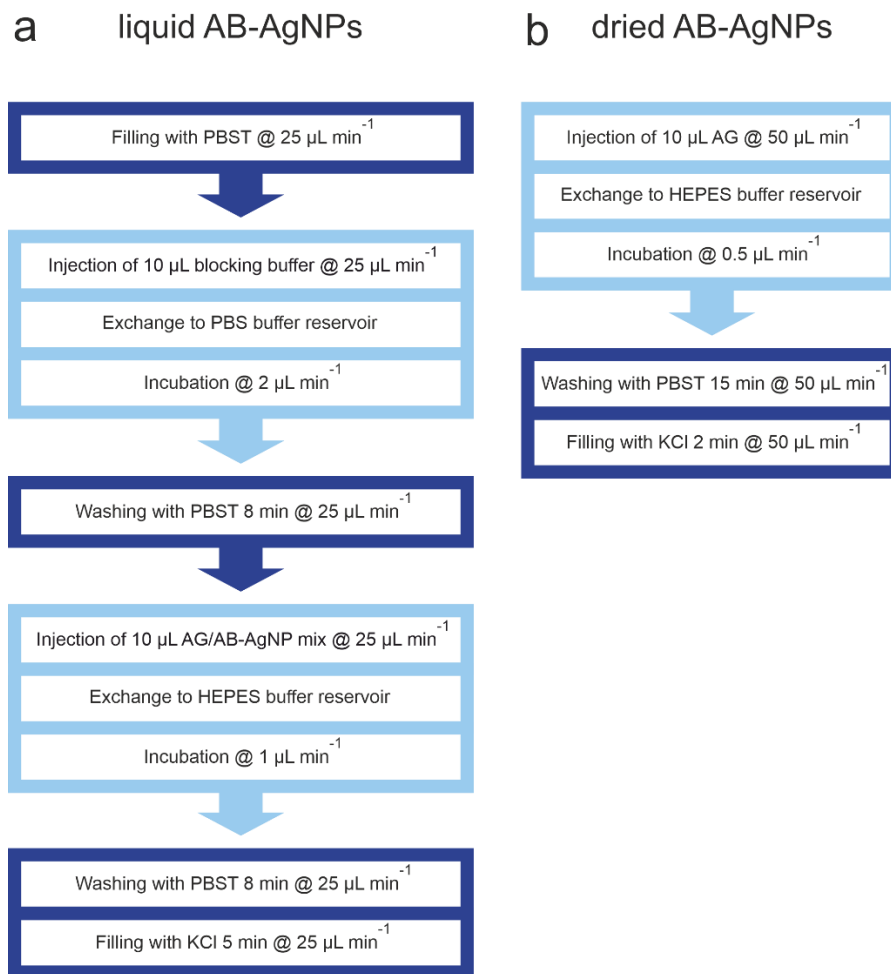 a liquid AB-AgNPs
Filling with PBST @ 25 µL min⁻¹
Injection of 10 µL blocking buffer @ 25 µL min⁻¹
Exchange to PBS buffer reservoir
Incubation @ 2 µL min⁻¹
Washing with PBST 8 min @ 25 µL min⁻¹
Injection of 10 µL AG/AB-AgNP mix @ 25 µL min⁻¹
Exchange to HEPES buffer reservoir
Incubation @ 1 µL min⁻¹
Washing with PBST 8 min @ 25 µL min⁻¹
Filling with KCl 5 min @ 25 µL min⁻¹
b dried AB-AgNPs
Injection of 10 µL AG @ 50 µL min⁻¹
Exchange to HEPES buffer reservoir
Incubation @ 0.5 µL min⁻¹
Washing with PBST 15 min @ 50 µL min⁻¹
Filling with KCl 2 min @ 50 µL min⁻¹